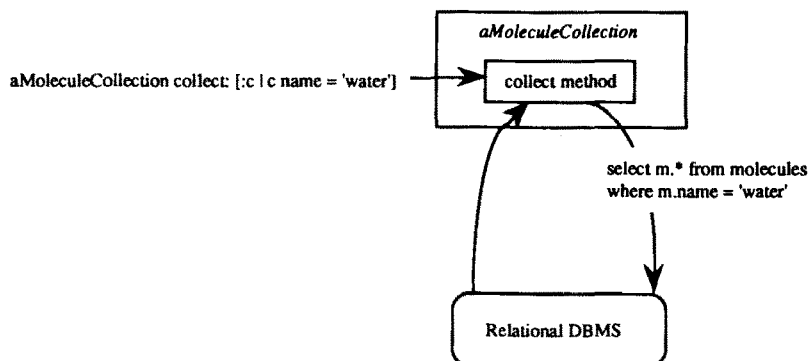 aMoleculeCollection
aMoleculeCollection collect: [:c | c name = 'water']
collect method
select m.* from molecules
where m.name = 'water'
Relational DBMS